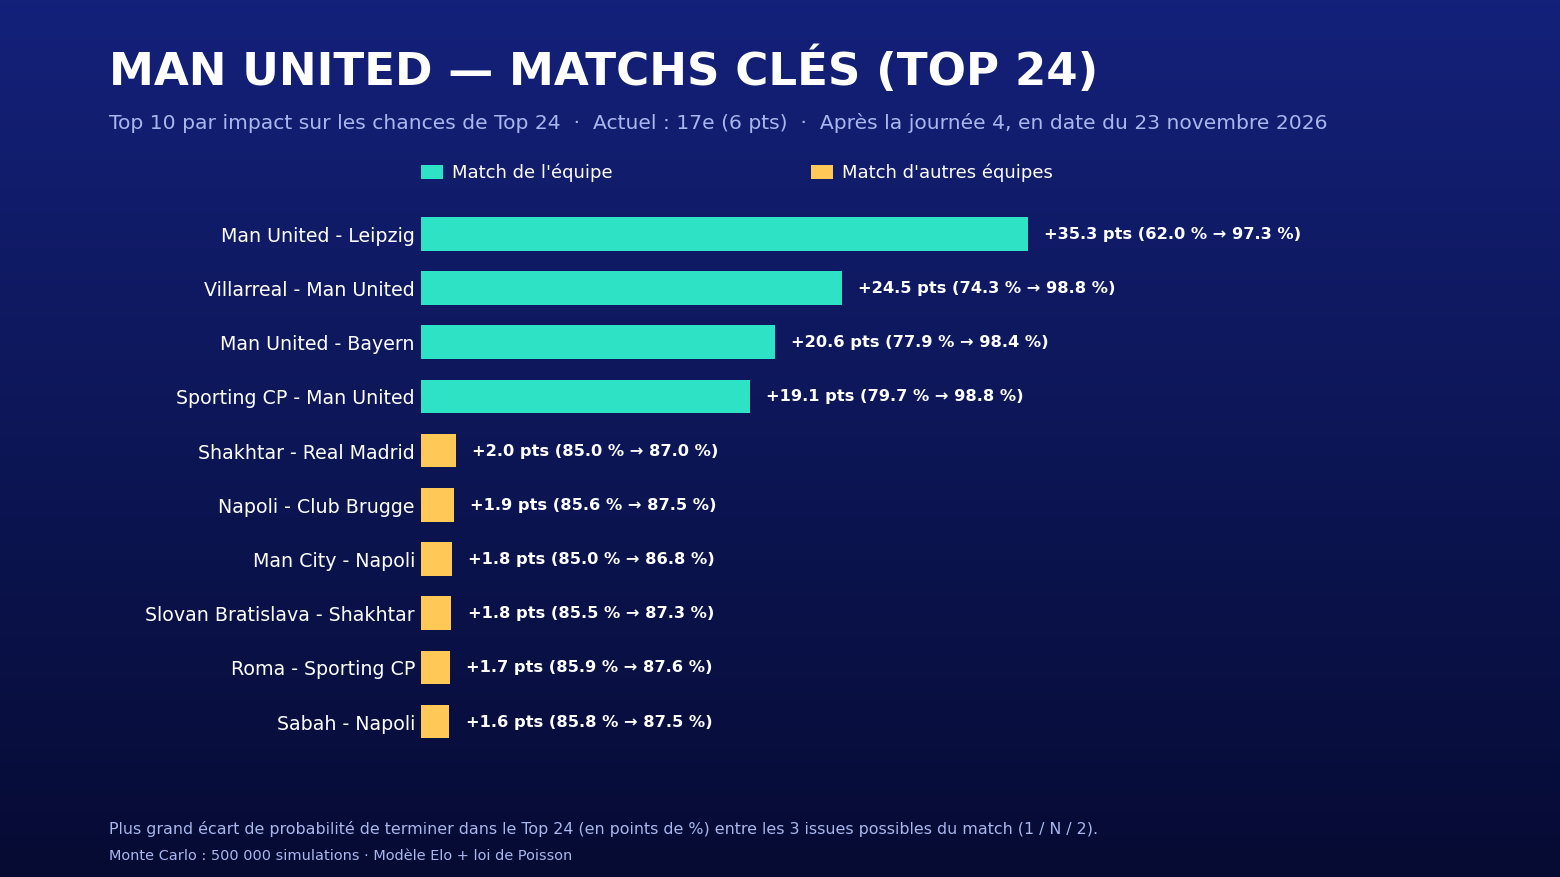 MAN UNITED — MATCHS CLÉS (TOP 24)
Top 10 par impact sur les chances de Top 24 · Actuel : 17e (6 pts) · Après la journée 4, en date du 23 novembre 2026
Match de l'équipe Match d'autres équipes
Man United - Leipzig +35.3 pts (62.0 % → 97.3 %)
Villarreal - Man United +24.5 pts (74.3 % → 98.8 %)
Man United - Bayern +20.6 pts (77.9 % → 98.4 %)
Sporting CP - Man United +19.1 pts (79.7 % → 98.8 %)
Shakhtar - Real Madrid +2.0 pts (85.0 % → 87.0 %)
Napoli - Club Brugge +1.9 pts (85.6 % → 87.5 %)
Man City - Napoli +1.8 pts (85.0 % → 86.8 %)
Slovan Bratislava - Shakhtar +1.8 pts (85.5 % → 87.3 %)
Roma - Sporting CP +1.7 pts (85.9 % → 87.6 %)
Sabah - Napoli +1.6 pts (85.8 % → 87.5 %)
Plus grand écart de probabilité de terminer dans le Top 24 (en points de %) entre les 3 issues possibles du match (1 / N / 2).
Monte Carlo : 500 000 simulations · Modèle Elo + loi de Poisson